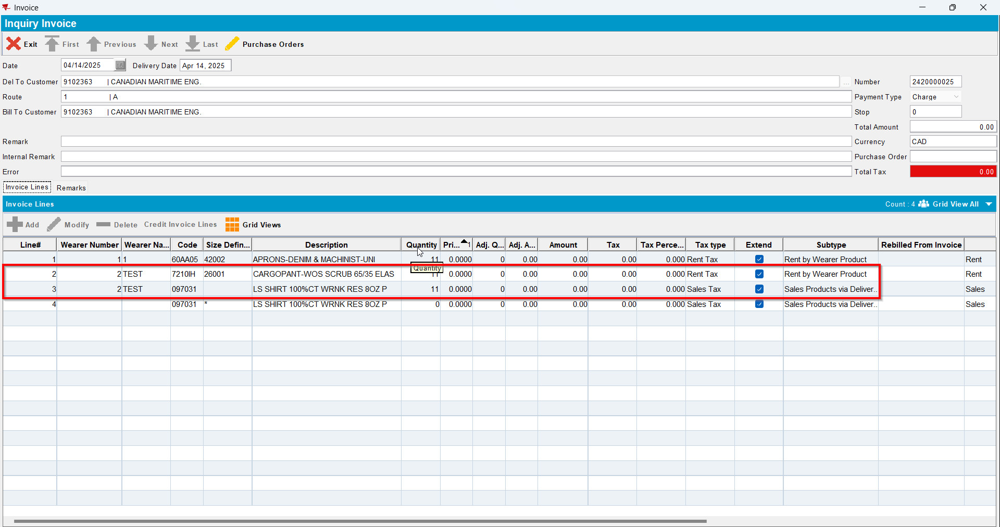 Invoice
Inquiry Invoice
Exit First Previous Next Last Purchase Orders
Date 04/14/2025 Delivery Date Apr 14, 2025
Del To Customer 9102363 | CANADIAN MARITIME ENG. ... Number 2420000025
Route 1 | A Payment Type Charge
Bill To Customer 9102363 | CANADIAN MARITIME ENG. Stop 0
Total Amount 0.00
Remark Currency CAD
Internal Remark Purchase Order
Error Total Tax 0.00
Invoice Lines Remarks
Invoice Lines Count : 4 Grid View All
Add Modify Delete Credit Invoice Lines Grid Views
Line# Wearer Number Wearer Na... Code Size Defin... Description Quantity Pri... 1 Adj. Q... Adj. A... Amount Tax Tax Perce... Tax type Extend Subtype Rebilled From Invoice
1 1 1 60AA05 42002 APRONS-DENIM & MACHINIST-UNI 11 0.0000 0 0.00 0.00 0.00 0.000 Rent Tax Rent by Wearer Product Rent
Quantity
2 2 TEST 7210IH 26001 CARGOPANT-WOS SCRUB 65/35 ELAS 11 0.0000 0 0.00 0.00 0.00 0.000 Rent Tax Rent by Wearer Product Rent
3 2 TEST 097031 LS SHIRT 100%CT WRNK RES 8OZ P 11 0.0000 0 0.00 0.00 0.00 0.000 Sales Tax Sales Products via Deliver... Sales
4 097031 * LS SHIRT 100%CT WRNK RES 8OZ P 0 0.0000 0 0.00 0.00 0.00 0.000 Sales Tax Sales Products via Deliver... Sales